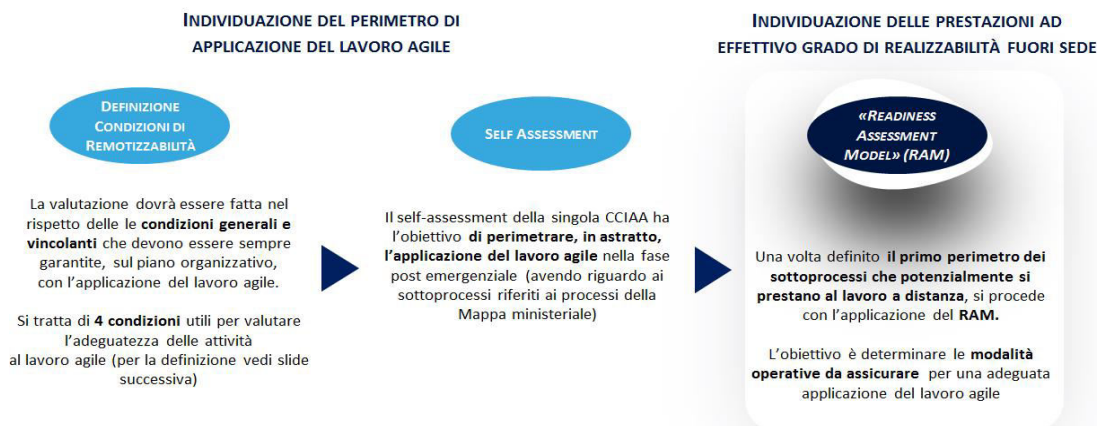 INDIVIDUAZIONE DEL PERIMETRO DI
APPLICAZIONE DEL LAVORO AGILE
DEFINIZIONE
CONDIZIONI DI
REMOTIZZABILITÀ
La valutazione dovrà essere fatta nel
rispetto delle le condizioni generali e
vincolanti che devono essere sempre
garantite, sul piano organizzativo,
con l'applicazione del lavoro agile.
Si tratta di 4 condizioni utili per valutare
l'adeguatezza delle attività
al lavoro agile (per la definizione vedi slide
successiva)
SELF ASSESSMENT
Il self-assessment della singola CCIAA ha
l'obiettivo di perimetrare, in astratto,
l'applicazione del lavoro agile nella fase
post emergenziale (avendo riguardo ai
sottoprocessi riferiti ai processi della
Mappa ministeriale)
INDIVIDUAZIONE DELLE PRESTAZIONI AD
EFFETTIVO GRADO DI REALIZZABILITÀ FUORI SEDE
«READINESS
ASSESSMENT
MODEL» (RAM)
Una volta definito il primo perimetro dei
sottoprocessi che potenzialmente si
prestano al lavoro a distanza, si procede
con l'applicazione del RAM.
L'obiettivo è determinare le modalità
operative da assicurare per una adeguata
applicazione del lavoro agile